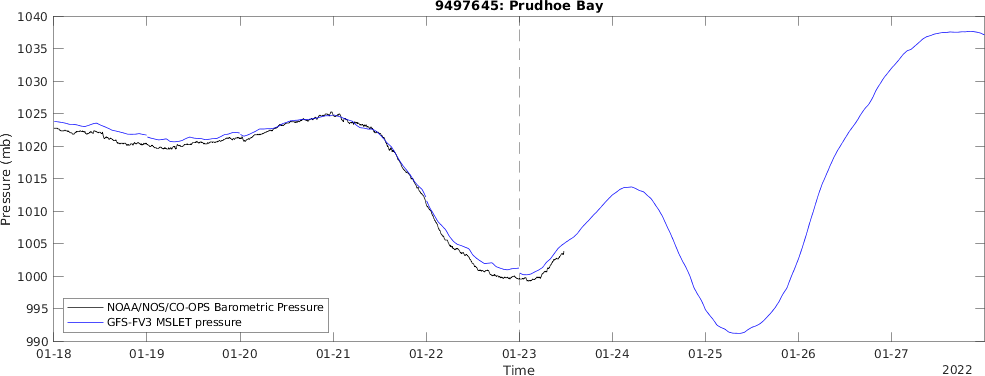 9497645: Prudhoe Bay
1040
1035
1030
1025
1020
1015
1010
1005
1000
995
990
Pressure (mb)
NOAA/NOS/CO-OPS Barometric Pressure
GFS-FV3 MSLET pressure
01-18 01-19 01-20 01-21 01-22 01-23 01-24 01-25 01-26 01-27
Time
2022